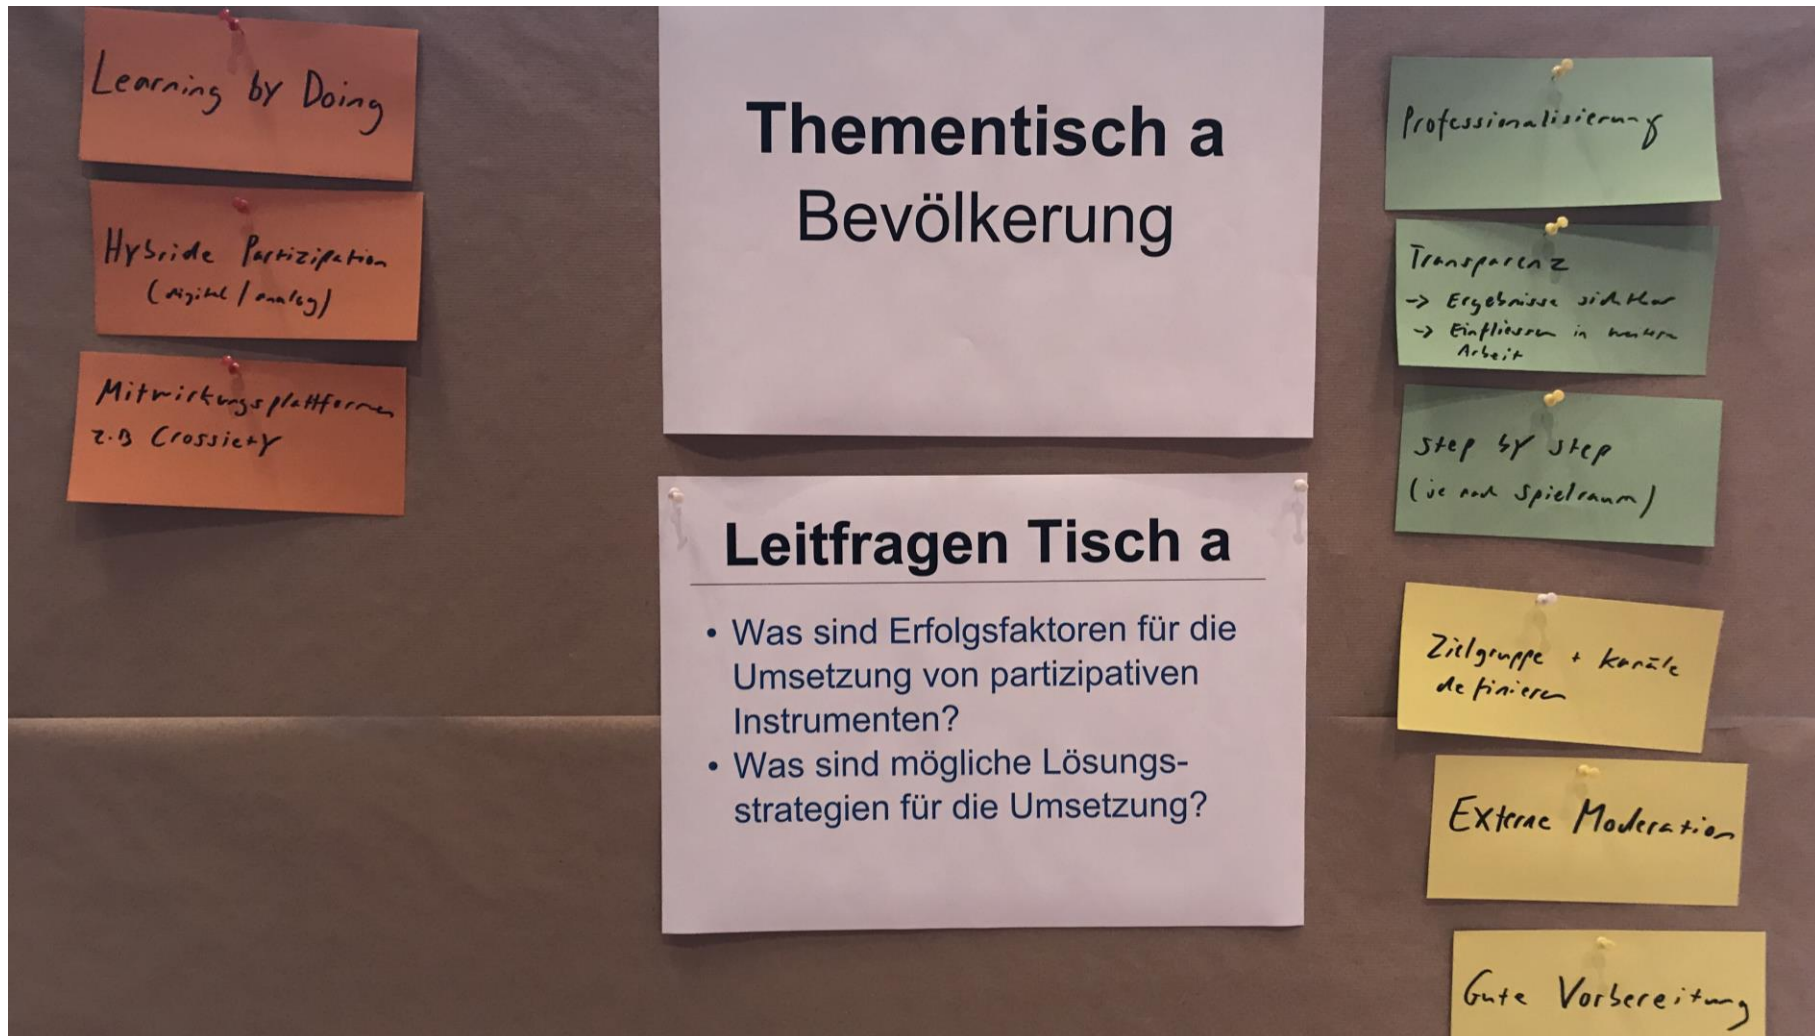 Learning by Doing
Hybride Partizipation
(digital / analog)
Mitwirkungsplattformen
z.B Crossiety
Thementisch a
Bevölkerung
Leitfragen Tisch a
• Was sind Erfolgsfaktoren für die
Umsetzung von partizipativen
Instrumenten?
• Was sind mögliche Lösungs-
strategien für die Umsetzung?
Professionalisierung
Transparenz
-> Ergebnisse sichtbar
-> Einfliessen in weitere
Arbeit
Step by step
(je nach Spielraum)
Zielgruppe + Kanäle
definieren
Externe Moderation
Gute Vorbereitung